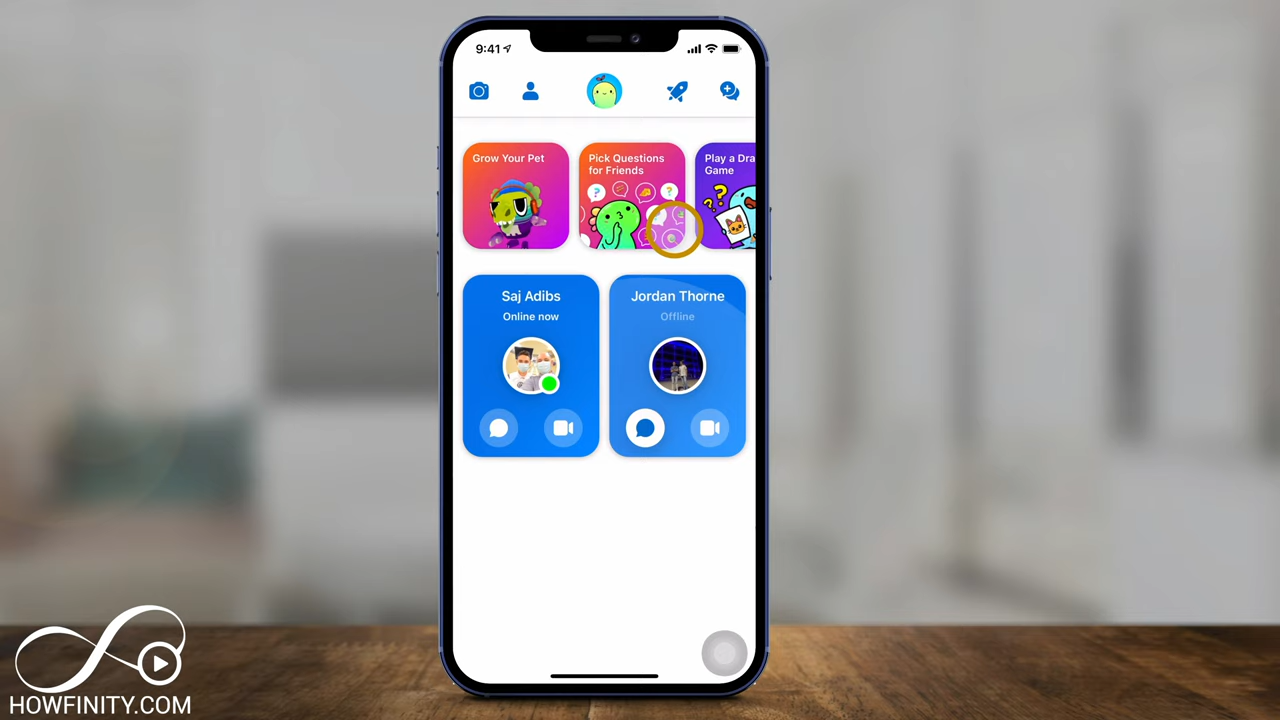 9:41
Grow Your Pet
Pick Questions
for Friends
Play a Dra
Game
Saj Adibs
Online now
Jordan Thorne
Offline
HOWFINITY.COM